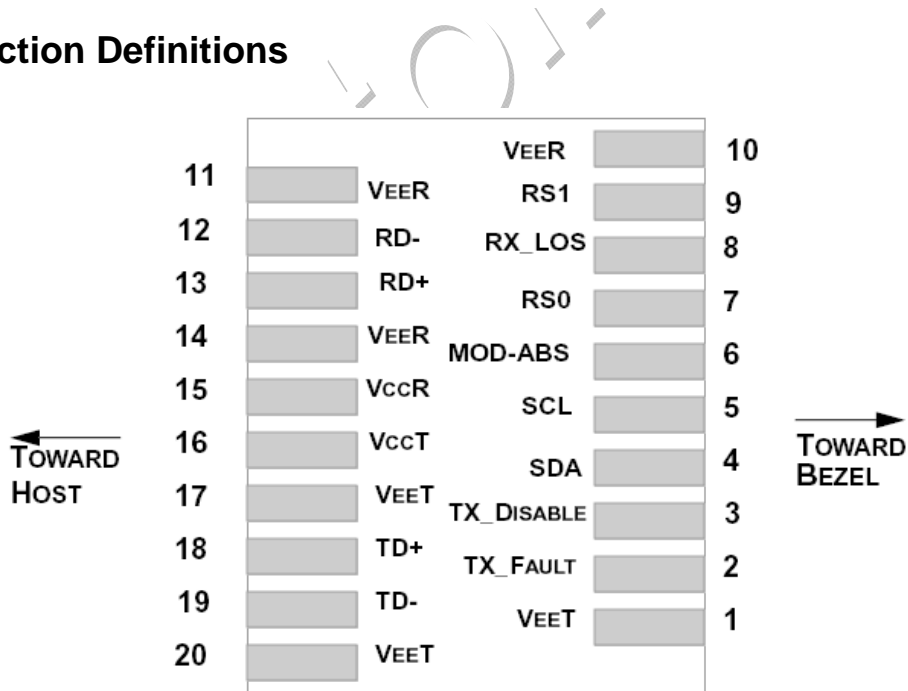 ction Definitions
11 VEER
12 RD-
13 RD+
14 VEER
15 VCCR
16 VCCT
17 VEET
18 TD+
19 TD-
20 VEET
VEER 10
RS1 9
RX_LOS 8
RS0 7
MOD-ABS 6
SCL 5
SDA 4
TX_DISABLE 3
TX_FAULT 2
VEET 1
TOWARD
HOST
TOWARD
BEZEL